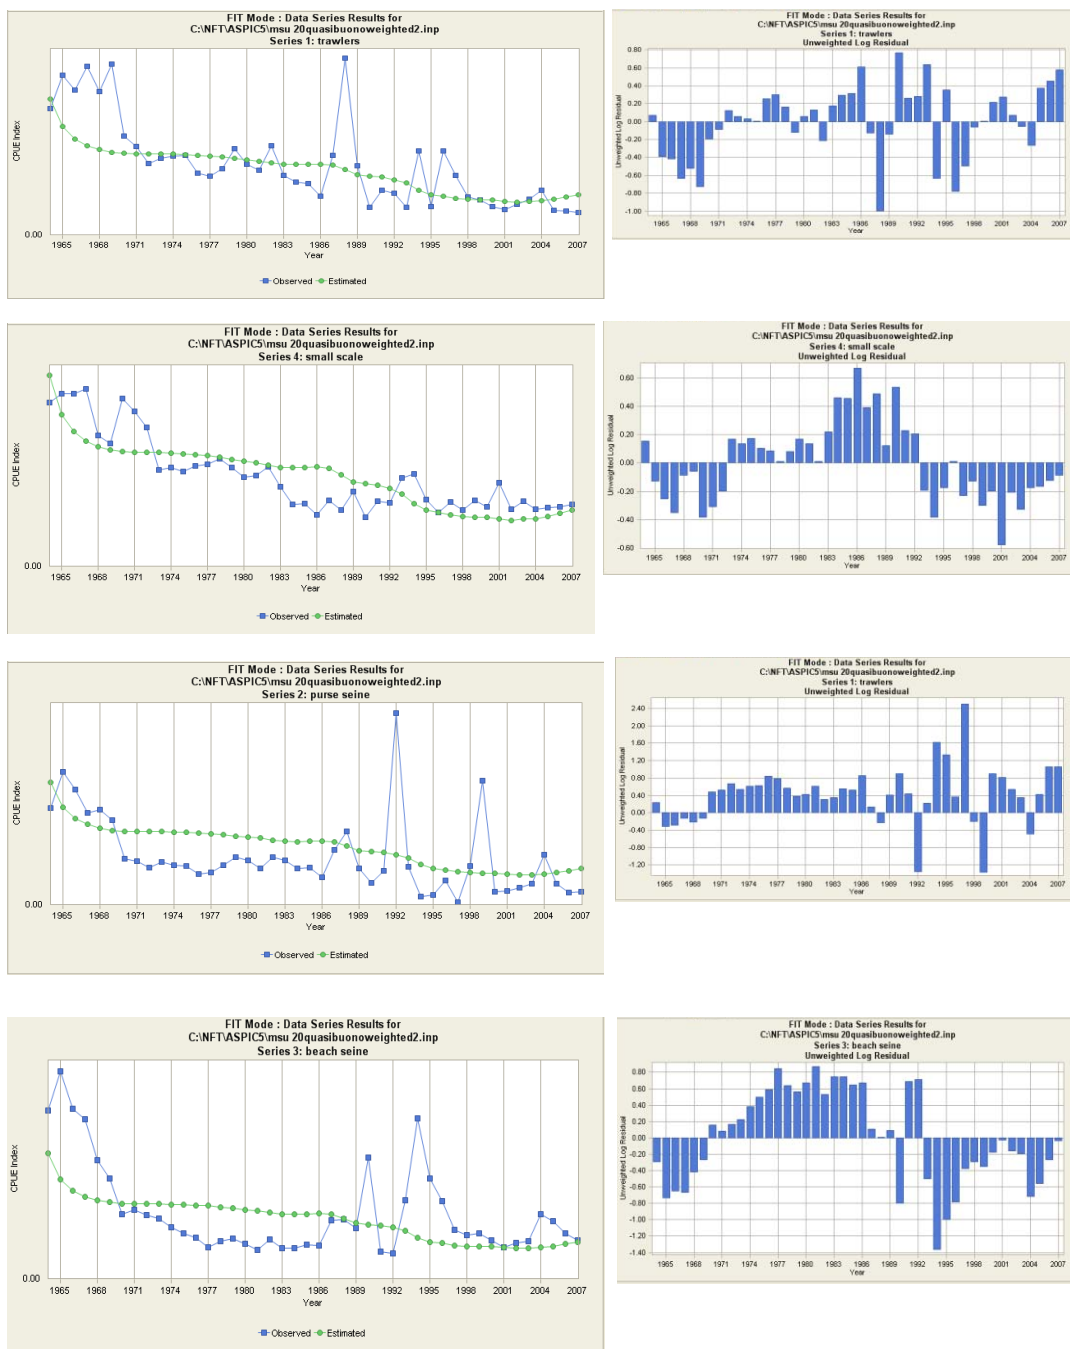 FIT Mode : Data Series Results for
C:\NFT\ASPIC5\msu 20quasibuonoweighted2.inp
Series 1: trawlers
CPUE Index
0.00
1965 1968 1971 1974 1977 1980 1983 1986 1989 1992 1995 1998 2001 2004 2007
Year
Observed Estimated
FIT Mode : Data Series Results for
C:\NFT\ASPIC5\msu 20quasibuonoweighted2.inp
Series 1: trawlers
Unweighted Log Residual
Unweighted Log Residual
0.80
0.60
0.40
0.20
0.00
-0.20
-0.40
-0.60
-0.80
-1.00
1965 1968 1971 1974 1977 1980 1983 1986 1989 1992 1995 1998 2001 2004 2007
Year
FIT Mode : Data Series Results for
C:\NFT\ASPIC5\msu 20quasibuonoweighted2.inp
Series 4: small scale
CPUE Index
0.00
1965 1968 1971 1974 1977 1980 1983 1986 1989 1992 1995 1998 2001 2004 2007
Year
Observed Estimated
FIT Mode : Data Series Results for
C:\NFT\ASPIC5\msu 20quasibuonoweighted2.inp
Series 4: small scale
Unweighted Log Residual
Unweighted Log Residual
0.60
0.40
0.20
0.00
-0.20
-0.40
-0.60
1965 1968 1971 1974 1977 1980 1983 1986 1989 1992 1995 1998 2001 2004 2007
Year
FIT Mode : Data Series Results for
C:\NFT\ASPIC5\msu 20quasibuonoweighted2.inp
Series 2: purse seine
CPUE Index
0.00
1965 1968 1971 1974 1977 1980 1983 1986 1989 1992 1995 1998 2001 2004 2007
Year
Observed Estimated
FIT Mode : Data Series Results for
C:\NFT\ASPIC5\msu 20quasibuonoweighted2.inp
Series 1: trawlers
Unweighted Log Residual
Unweighted Log Residual
2.40
2.00
1.60
1.20
0.80
0.40
0.00
-0.40
-0.80
-1.20
1965 1968 1971 1974 1977 1980 1983 1986 1989 1992 1995 1998 2001 2004 2007
Year
FIT Mode : Data Series Results for
C:\NFT\ASPIC5\msu 20quasibuonoweighted2.inp
Series 3: beach seine
CPUE Index
0.00
1965 1968 1971 1974 1977 1980 1983 1986 1989 1992 1995 1998 2001 2004 2007
Year
Observed Estimated
FIT Mode : Data Series Results for
C:\NFT\ASPIC5\msu 20quasibuonoweighted2.inp
Series 3: beach seine
Unweighted Log Residual
Unweighted Log Residual
0.80
0.60
0.40
0.20
0.00
-0.20
-0.40
-0.60
-0.80
-1.00
-1.20
-1.40
1965 1968 1971 1974 1977 1980 1983 1986 1989 1992 1995 1998 2001 2004 2007
Year